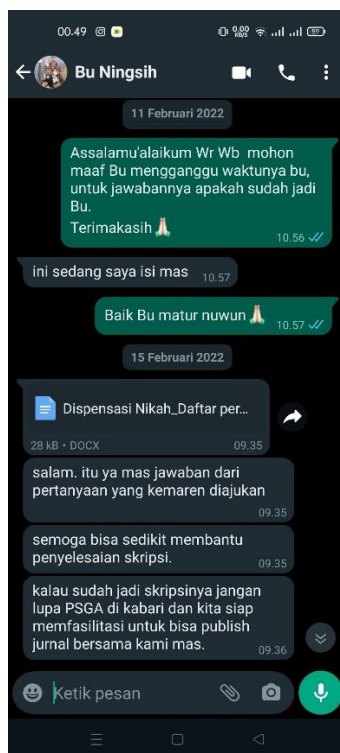 00.49
0,00 KB/S
Bu Ningsih
11 Februari 2022
Assalamu'alaikum Wr Wb mohon
maaf Bu mengganggu waktunya bu,
untuk jawabannya apakah sudah jadi
Bu.
Terimakasih 🙏🏻
10.56
ini sedang saya isi mas
10.57
Baik Bu matur nuwun 🙏🏻
10.57
15 Februari 2022
Dispensasi Nikah_Daftar per...
28 kB • DOCX
09.35
salam. itu ya mas jawaban dari
pertanyaan yang kemaren diajukan
09.35
semoga bisa sedikit membantu
penyelesaian skripsi.
09.35
kalau sudah jadi skripsinya jangan
lupa PSGA di kabari dan kita siap
memfasilitasi untuk bisa publish
jurnal bersama kami mas.
09.36
Ketik pesan